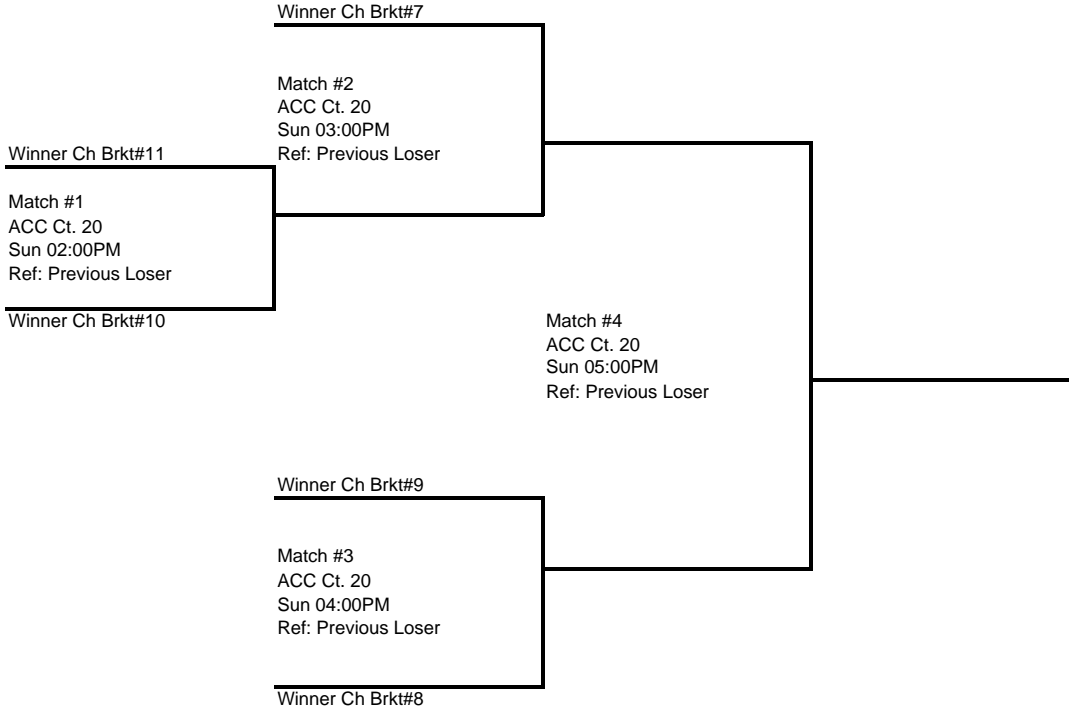 Winner Ch Brkt#7
Match #2
ACC Ct. 20
Sun 03:00PM
Ref: Previous Loser
Winner Ch Brkt#11
Match #1
ACC Ct. 20
Sun 02:00PM
Ref: Previous Loser
Winner Ch Brkt#10
Match #4
ACC Ct. 20
Sun 05:00PM
Ref: Previous Loser
Winner Ch Brkt#9
Match #3
ACC Ct. 20
Sun 04:00PM
Ref: Previous Loser
Winner Ch Brkt#8